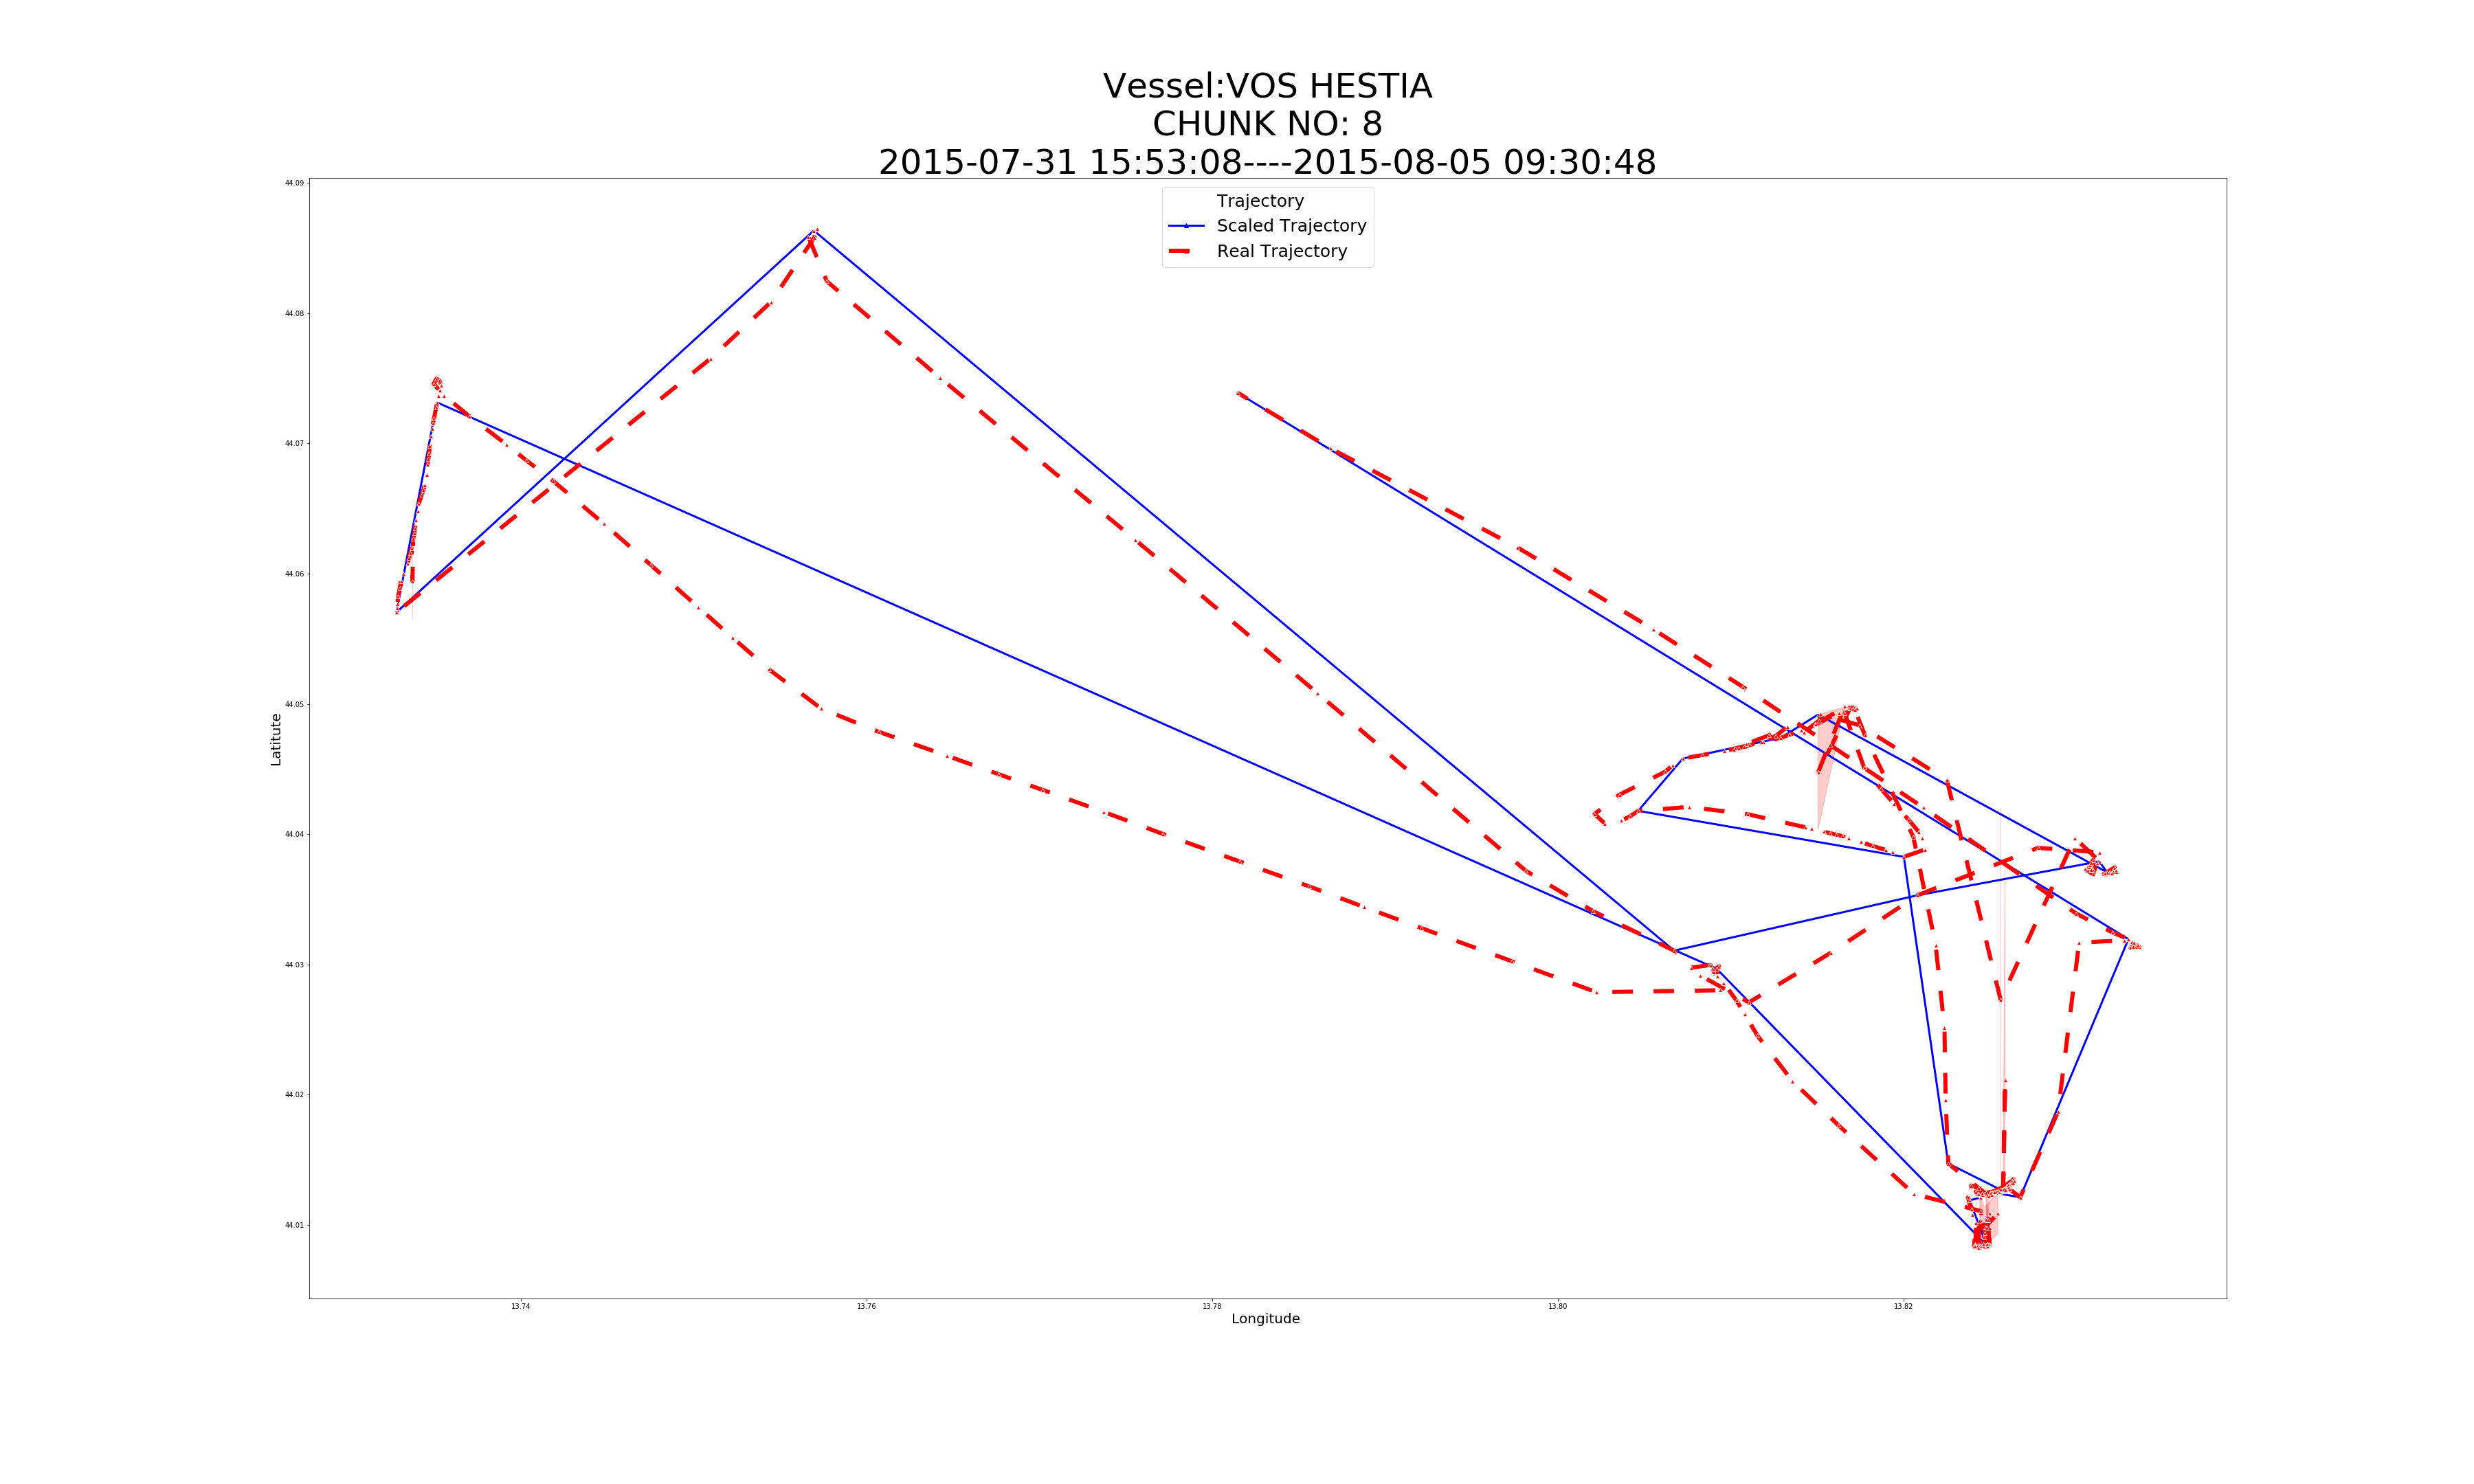 Vessel:VOS HESTIA
CHUNK NO: 8
2015-07-31 15:53:08----2015-08-05 09:30:48
Trajectory
Scaled Trajectory
Real Trajectory
44.09
44.08
44.07
44.06
44.05
44.04
44.03
44.02
44.01
Latitute
13.74
13.76
13.78
13.80
13.82
Longitude